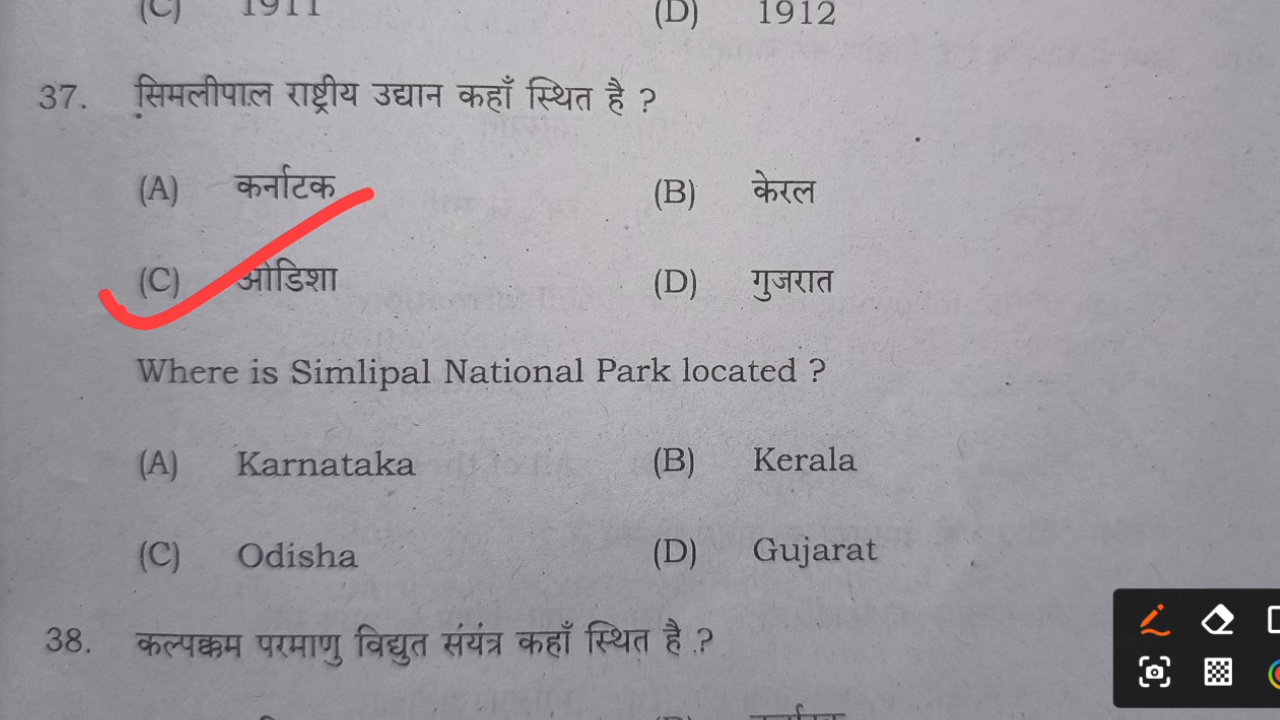 (C) 1911 (D) 1912
37. सिमलीपाल राष्ट्रीय उद्यान कहाँ स्थित है ?
(A) कर्नाटक (B) केरल
(C) ओडिशा (D) गुजरात
Where is Simlipal National Park located ?
(A) Karnataka (B) Kerala
(C) Odisha (D) Gujarat
38. कल्पक्कम परमाणु विद्युत संयंत्र कहाँ स्थित है ?